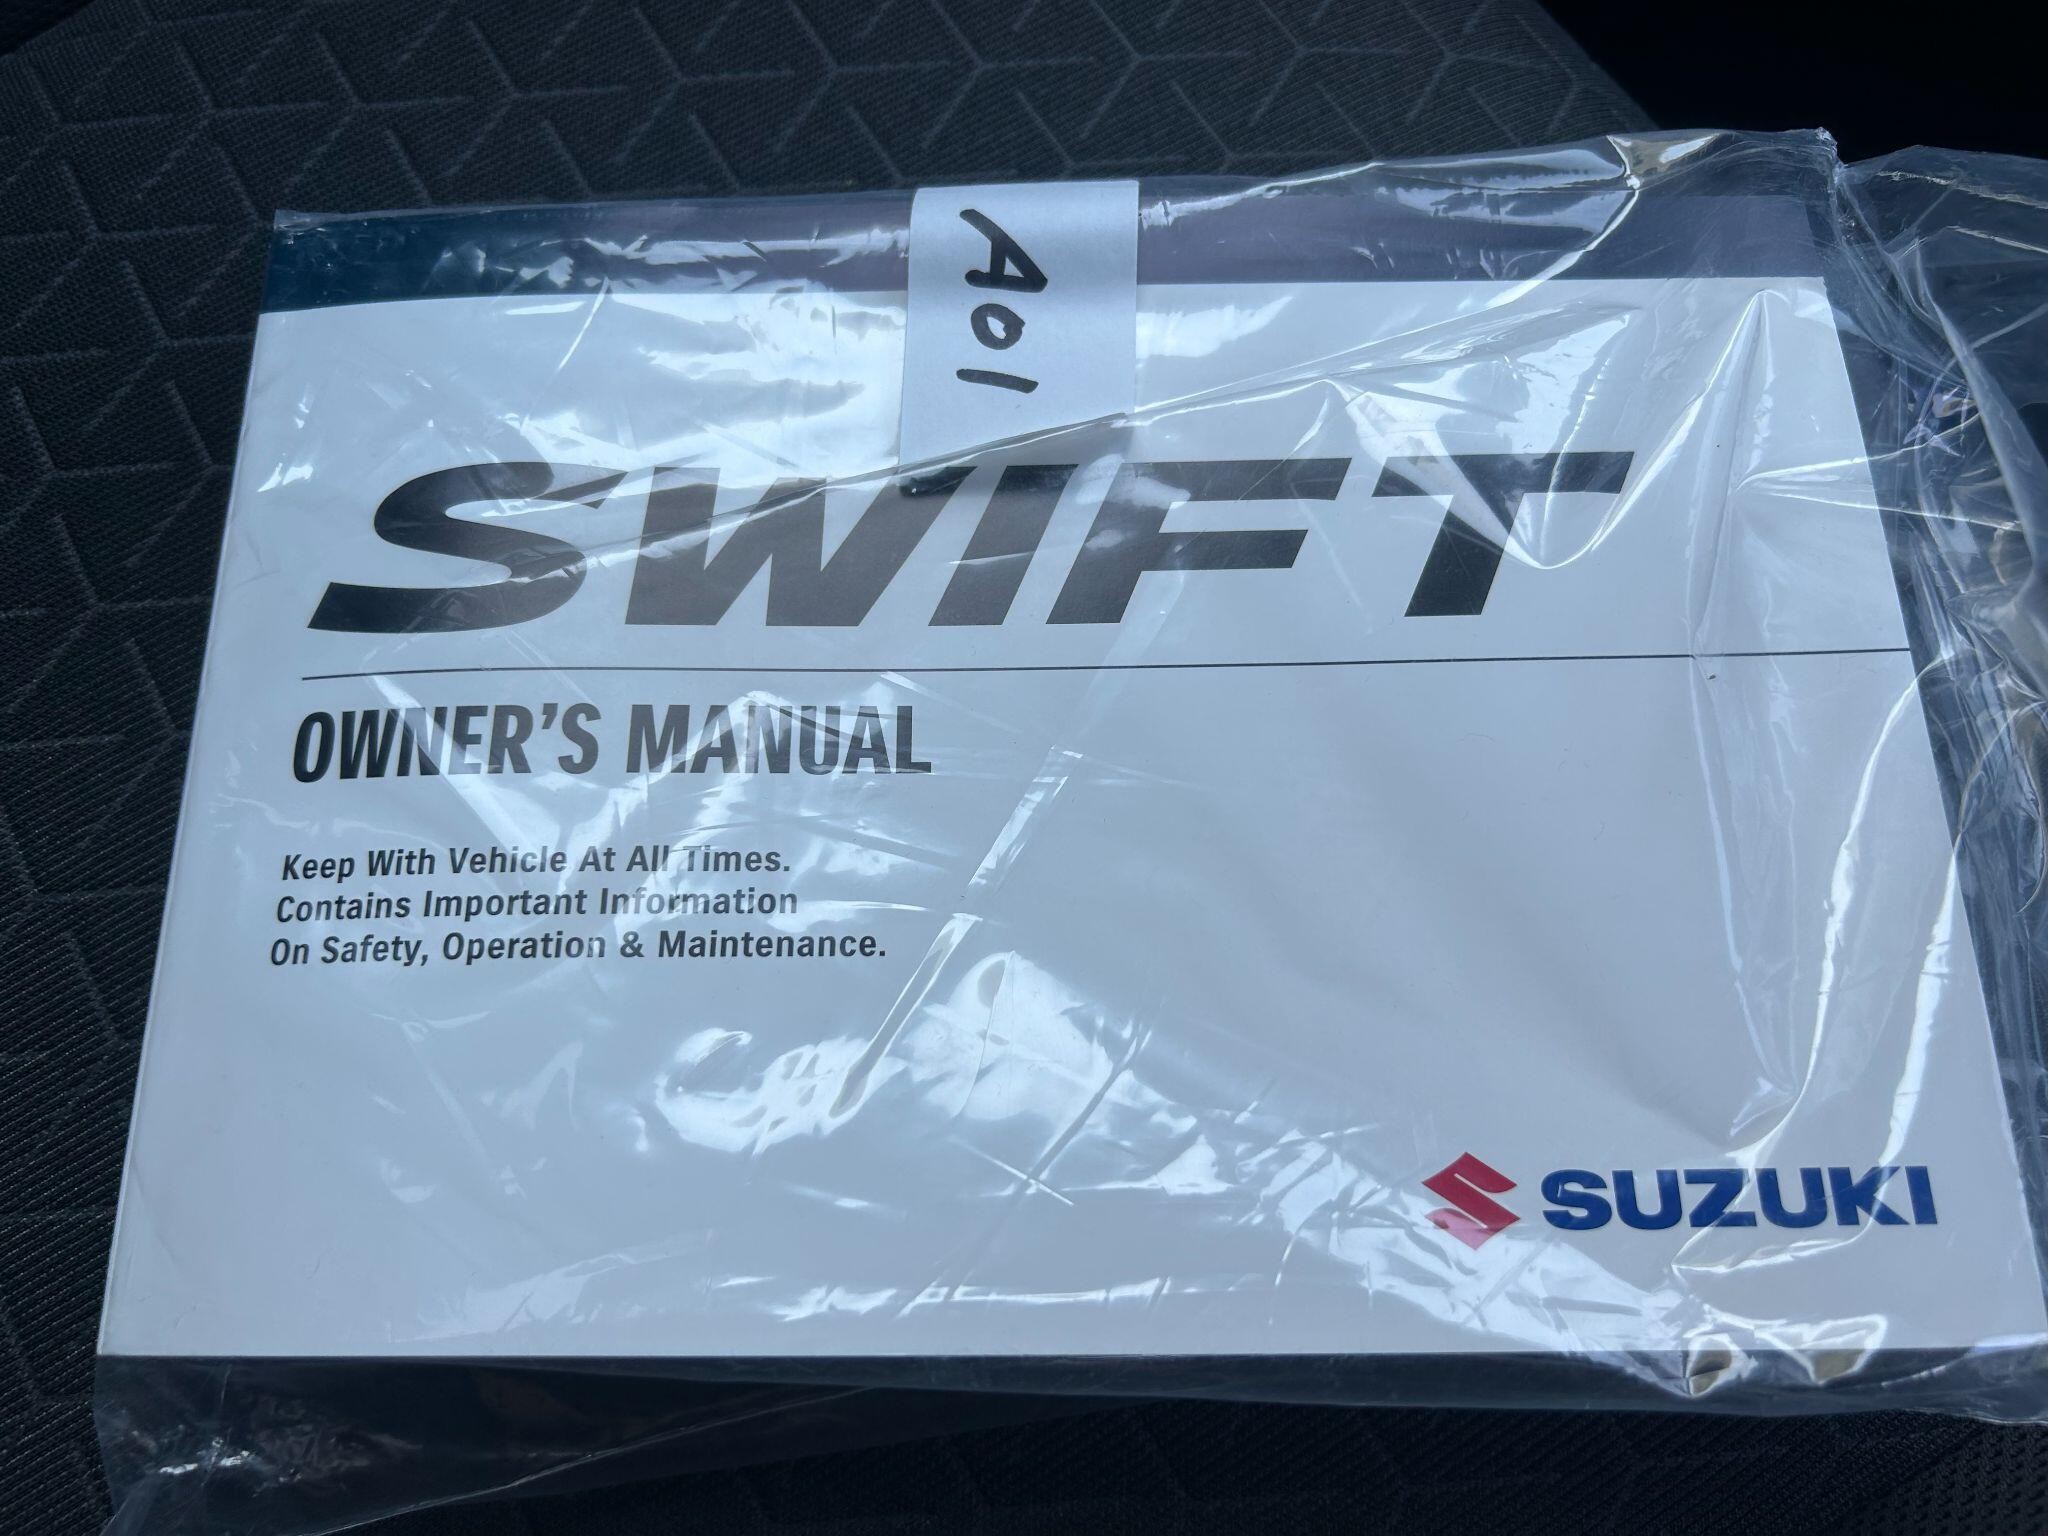 A01
SWIFT
OWNER'S MANUAL
Keep With Vehicle At All Times.
Contains Important Information
On Safety, Operation & Maintenance.
SUZUKI